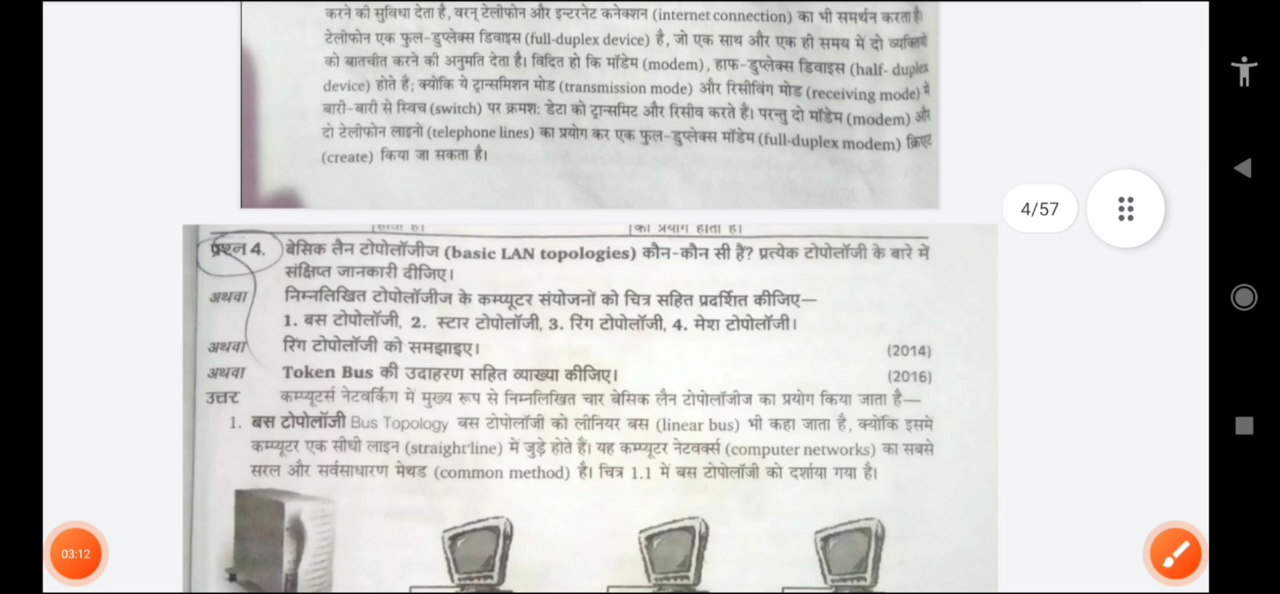 करने की सुविधा देता है, वरन् टेलीफोन और इन्टरनेट कनेक्शन (internet connection) का भी समर्थन करता है।
टेलीफोन एक फुल-डुप्लेक्स डिवाइस (full-duplex device) है, जो एक साथ और एक ही समय में दो व्यक्तियों
को बातचीत करने की अनुमति देता है। विदित हो कि मॉडेम (modem), हाफ-डुप्लेक्स डिवाइस (half- duplex
device) होते हैं; क्योंकि ये ट्रान्समिशन मोड (transmission mode) और रिसीविंग मोड (receiving mode) में
बारी-बारी से स्विच (switch) पर क्रमश: डेटा को ट्रान्समिट और रिसीव करते हैं। परन्तु दो मॉडेम (modem) और
दो टेलीफोन लाइनों (telephone lines) का प्रयोग कर एक फुल-डुप्लेक्स मॉडेम (full-duplex modem) क्रिएट
(create) किया जा सकता है।
4/57
का प्रयोग होता है।
प्रश्न 4. बेसिक लैन टोपोलॉजीज (basic LAN topologies) कौन-कौन सी हैं? प्रत्येक टोपोलॉजी के बारे में
संक्षिप्त जानकारी दीजिए।
अथवा निम्नलिखित टोपोलॉजीज के कम्प्यूटर संयोजनों को चित्र सहित प्रदर्शित कीजिए—
1. बस टोपोलॉजी, 2. स्टार टोपोलॉजी, 3. रिंग टोपोलॉजी, 4. मेश टोपोलॉजी।
अथवा रिंग टोपोलॉजी को समझाइए। (2014)
अथवा Token Bus की उदाहरण सहित व्याख्या कीजिए। (2016)
उत्तर कम्प्यूटर्स नेटवर्किंग में मुख्य रूप से निम्नलिखित चार बेसिक लैन टोपोलॉजीज का प्रयोग किया जाता है—
1. बस टोपोलॉजी Bus Topology बस टोपोलॉजी को लीनियर बस (linear bus) भी कहा जाता है, क्योंकि इसमें
कम्प्यूटर एक सीधी लाइन (straight line) में जुड़े होते हैं। यह कम्प्यूटर नेटवर्क्स (computer networks) का सबसे
सरल और सर्वसाधारण मेथड (common method) है। चित्र 1.1 में बस टोपोलॉजी को दर्शाया गया है।
03:12